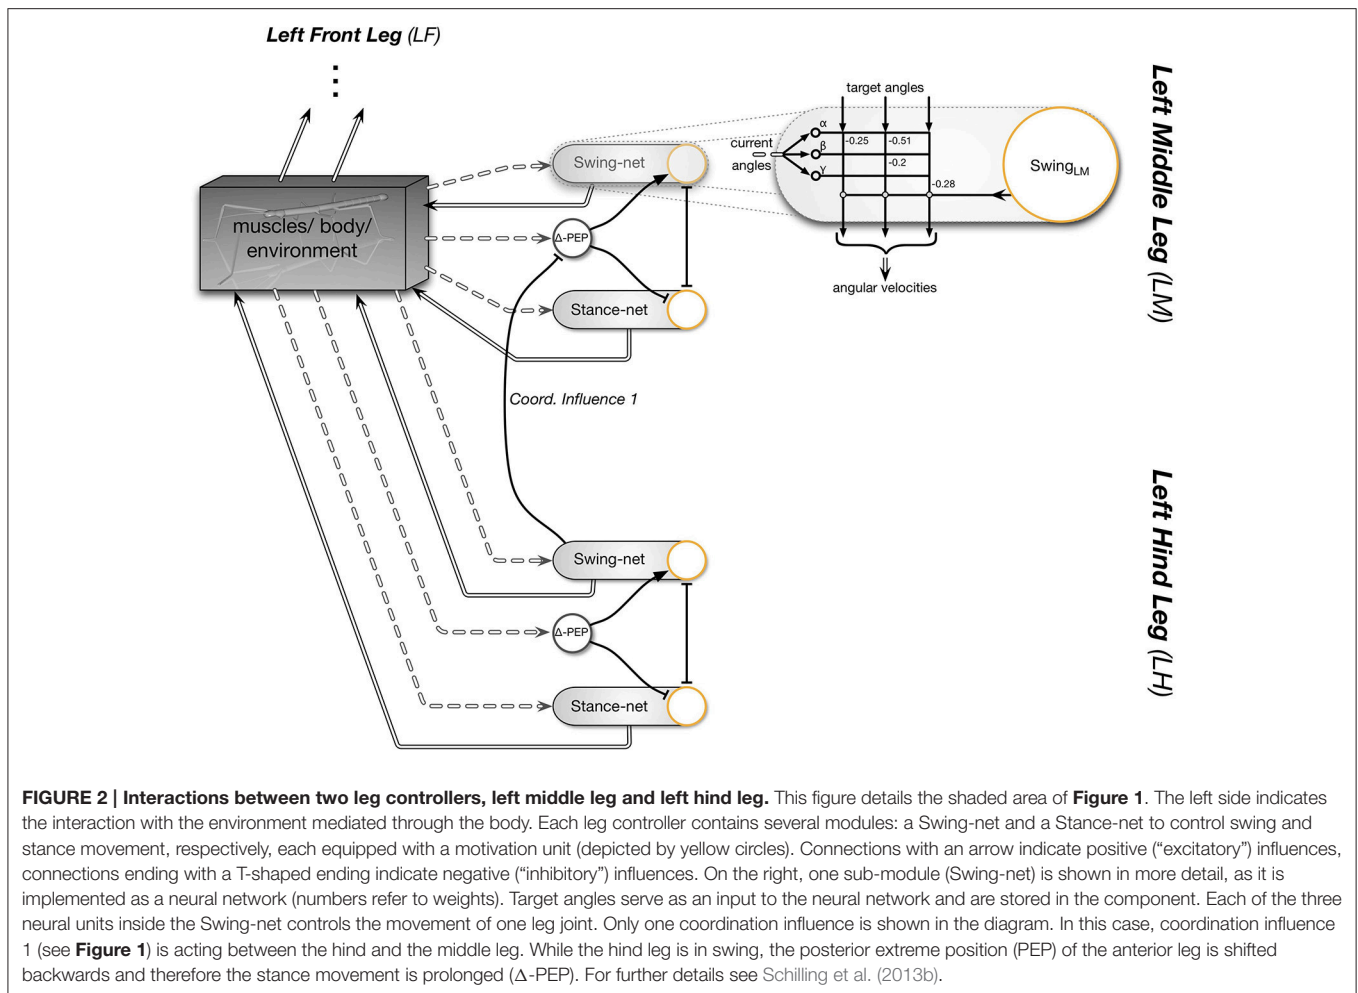 Left Front Leg (LF)
Left Middle Leg (LM)
target angles
α
current
angles
β
γ
-0.25
-0.51
-0.2
-0.28
Swing-net
SwingLM
muscles/ body/
environment
Δ-PEP
angular velocities
Stance-net
Coord. Influence 1
Left Hind Leg (LH)
Swing-net
Δ-PEP
Stance-net
FIGURE 2 | Interactions between two leg controllers, left middle leg and left hind leg. This figure details the shaded area of Figure 1. The left side indicates
the interaction with the environment mediated through the body. Each leg controller contains several modules: a Swing-net and a Stance-net to control swing and
stance movement, respectively, each equipped with a motivation unit (depicted by yellow circles). Connections with an arrow indicate positive (“excitatory”) influences,
connections ending with a T-shaped ending indicate negative (“inhibitory”) influences. On the right, one sub-module (Swing-net) is shown in more detail, as it is
implemented as a neural network (numbers refer to weights). Target angles serve as an input to the neural network and are stored in the component. Each of the three
neural units inside the Swing-net controls the movement of one leg joint. Only one coordination influence is shown in the diagram. In this case, coordination influence
1 (see Figure 1) is acting between the hind and the middle leg. While the hind leg is in swing, the posterior extreme position (PEP) of the anterior leg is shifted
backwards and therefore the stance movement is prolonged (Δ-PEP). For further details see Schilling et al. (2013b).